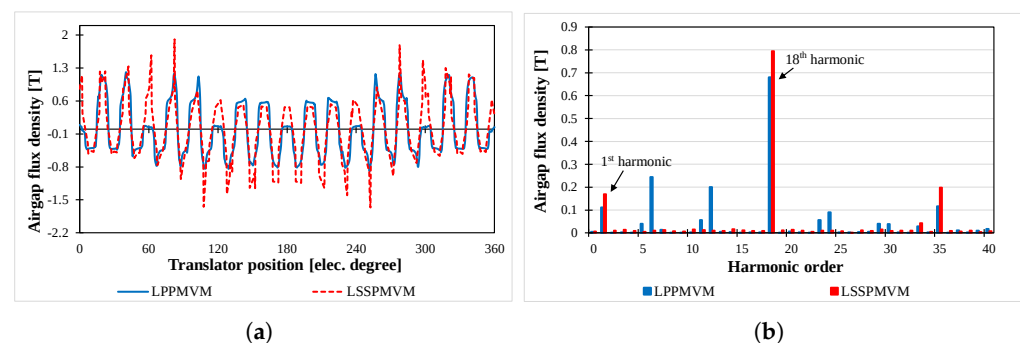 Airgap flux density [T]
2
1.3
0.6
-0.1
-0.8
-1.5
-2.2
0
60
120
180
240
300
360
Translator position [elec. degree]
LPPMVM
LSSPMVM
(a)
Airgap flux density [T]
0.9
0.8
0.7
0.6
0.5
0.4
0.3
0.2
0.1
0
18th harmonic
1st harmonic
0
5
10
15
20
25
30
35
40
Harmonic order
LPPMVM
LSSPMVM
(b)